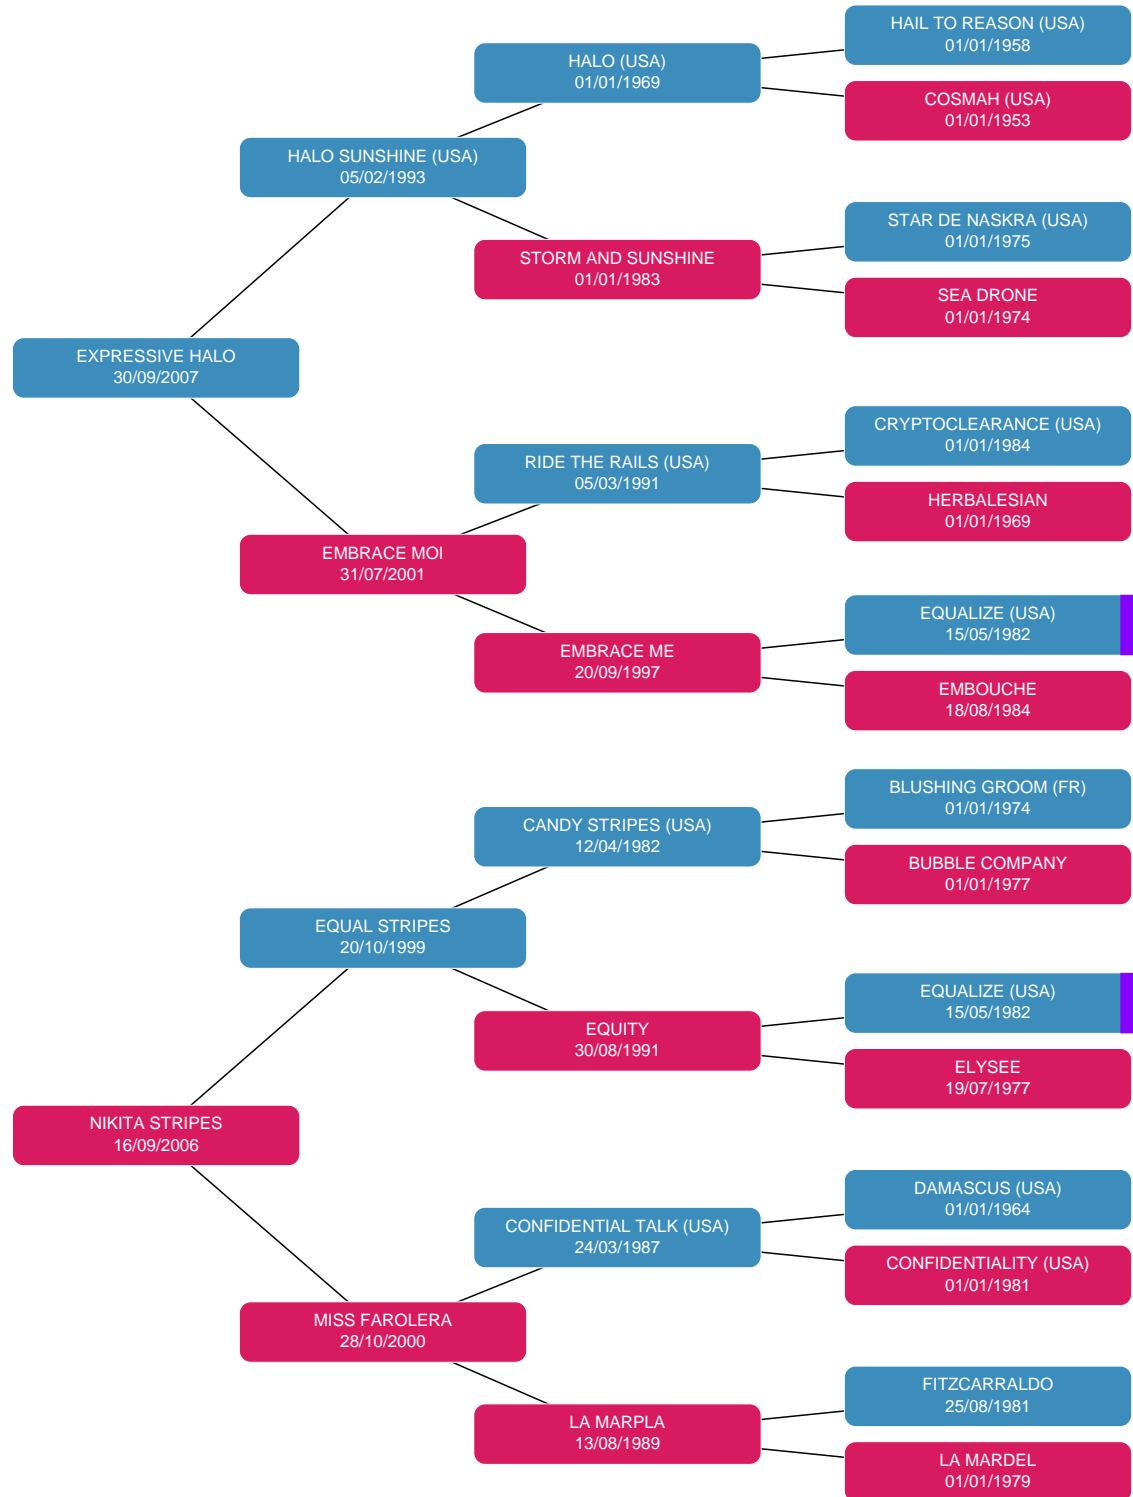 HAIL TO REASON (USA)
01/01/1958
HALO (USA)
01/01/1969
COSMAH (USA)
01/01/1953
HALO SUNSHINE (USA)
05/02/1993
STAR DE NASKRA (USA)
01/01/1975
STORM AND SUNSHINE
01/01/1983
SEA DRONE
01/01/1974
EXPRESSIVE HALO
30/09/2007
CRYPTOCLEARANCE (USA)
01/01/1984
RIDE THE RAILS (USA)
05/03/1991
HERBALESIAN
01/01/1969
EMBRACE MOI
31/07/2001
EQUALIZE (USA)
15/05/1982
EMBRACE ME
20/09/1997
EMBOUCHE
18/08/1984
BLUSHING GROOM (FR)
01/01/1974
CANDY STRIPES (USA)
12/04/1982
BUBBLE COMPANY
01/01/1977
EQUAL STRIPES
20/10/1999
EQUALIZE (USA)
15/05/1982
EQUITY
30/08/1991
ELYSEE
19/07/1977
NIKITA STRIPES
16/09/2006
DAMASCUS (USA)
01/01/1964
CONFIDENTIAL TALK (USA)
24/03/1987
CONFIDENTIALITY (USA)
01/01/1981
MISS FAROLERA
28/10/2000
FITZCARRALDO
25/08/1981
LA MARPLA
13/08/1989
LA MARDEL
01/01/1979